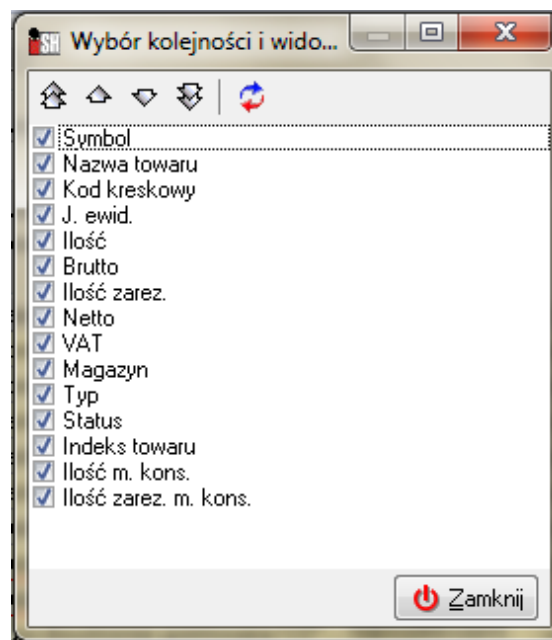 SH Wybór kolejności i wido...
Symbol
Nazwa towaru
Kod kreskowy
J. ewid.
Ilość
Brutto
Ilość zarez.
Netto
VAT
Magazyn
Typ
Status
Indeks towaru
Ilość m. kons.
Ilość zarez. m. kons.
Zamknij